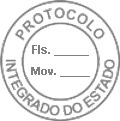 PROTOCOLO
Fls. _____
Mov. _____
INTEGRADO DO ESTADO